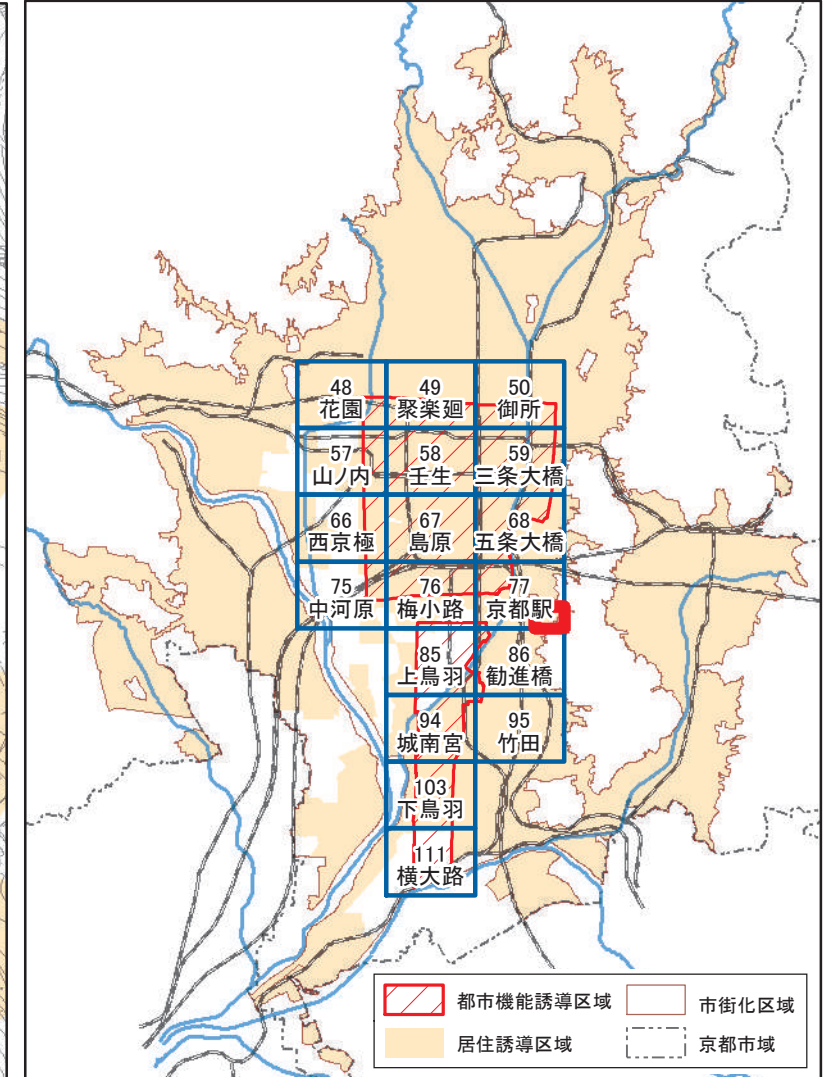 48
花園
49
聚楽廻
50
御所
57
山ノ内
58
壬生
59
三条大橋
66
西京極
67
島原
68
五条大橋
75
中河原
76
梅小路
77
京都駅
85
上鳥羽
86
勧進橋
94
城南宮
95
竹田
103
下鳥羽
111
横大路
都市機能誘導区域
市街化区域
居住誘導区域
京都市域